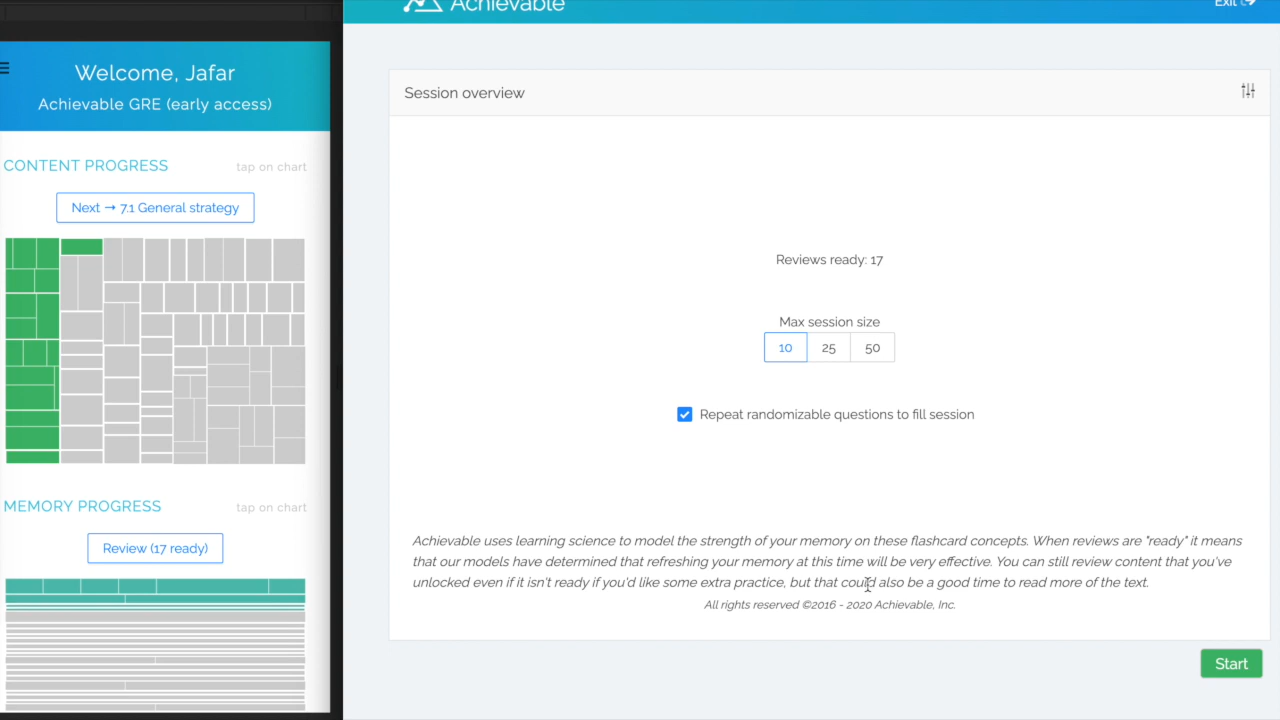 Achievable
Exit
Welcome, Jafar
Achievable GRE (early access)
CONTENT PROGRESS
tap on chart
Next → 7.1 General strategy
MEMORY PROGRESS
tap on chart
Review (17 ready)
Session overview
Reviews ready: 17
Max session size
10 25 50
Repeat randomizable questions to fill session
Achievable uses learning science to model the strength of your memory on these flashcard concepts. When reviews are "ready" it means
that our models have determined that refreshing your memory at this time will be very effective. You can still review content that you've
unlocked even if it isn't ready if you'd like some extra practice, but that could also be a good time to read more of the text.
All rights reserved ©2016 - 2020 Achievable, Inc.
Start